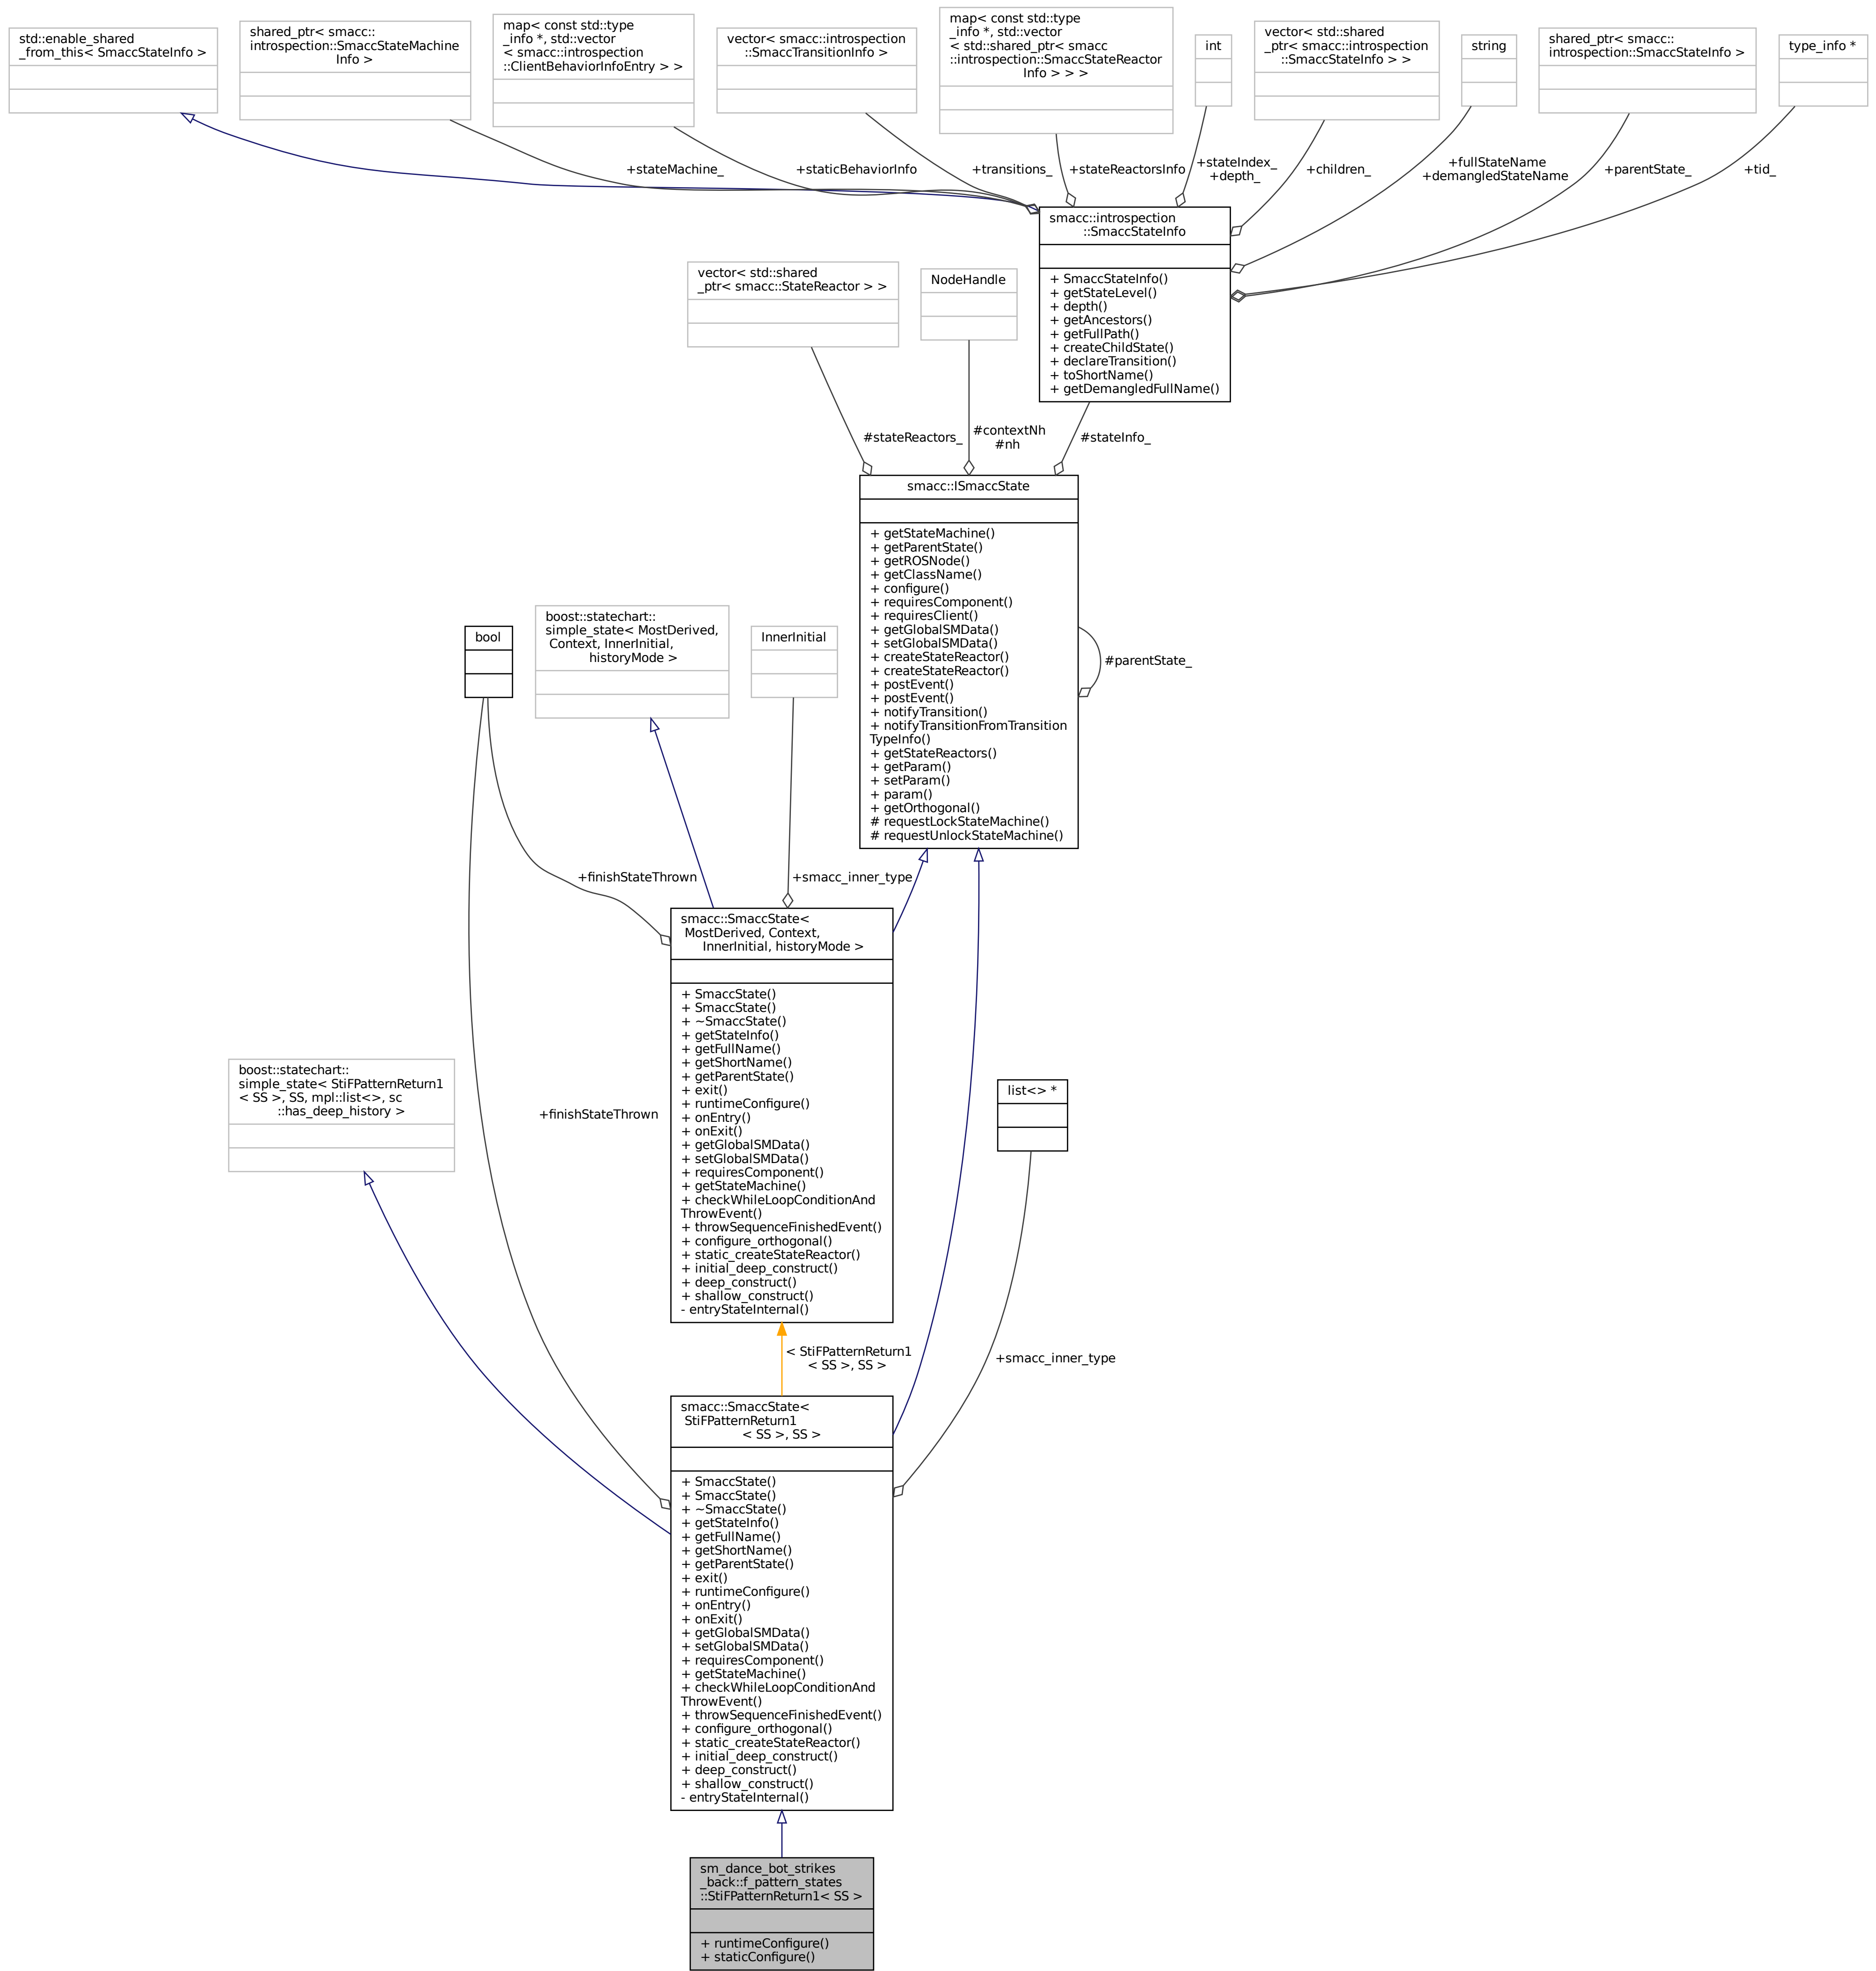 std::enable_shared
_from_this< SmaccStateInfo >
shared_ptr< smacc::
introspection::SmaccStateMachine
Info >
map< const std::type
_info *, std::vector
< smacc::introspection
::ClientBehaviorInfoEntry > >
vector< smacc::introspection
::SmaccTransitionInfo >
map< const std::type
_info *, std::vector
< std::shared_ptr< smacc
::introspection::SmaccStateReactor
Info > > >
int
vector< std::shared
_ptr< smacc::introspection
::SmaccStateInfo > >
string
shared_ptr< smacc::
introspection::SmaccStateInfo >
type_info *
+stateMachine_
+staticBehaviorInfo
+transitions_
+stateReactorsInfo
+stateIndex_
+depth_
+children_
+fullStateName
+demangledStateName
+parentState_
+tid_
smacc::introspection
::SmaccStateInfo
+ SmaccStateInfo()
+ getStateLevel()
+ depth()
+ getAncestors()
+ getFullPath()
+ createChildState()
+ declareTransition()
+ toShortName()
+ getDemangledFullName()
vector< std::shared
_ptr< smacc::StateReactor > >
NodeHandle
#stateReactors_
#contextNh
#nh
#stateInfo_
smacc::ISmaccState
+ getStateMachine()
+ getParentState()
+ getROSNode()
+ getClassName()
+ configure()
+ requiresComponent()
+ requiresClient()
+ getGlobalSMData()
+ setGlobalSMData()
+ createStateReactor()
+ createStateReactor()
+ postEvent()
+ postEvent()
+ notifyTransition()
+ notifyTransitionFromTransition
TypeInfo()
+ getStateReactors()
+ getParam()
+ setParam()
+ param()
+ getOrthogonal()
# requestLockStateMachine()
# requestUnlockStateMachine()
#parentState_
bool
boost::statechart::
simple_state< MostDerived,
Context, InnerInitial,
historyMode >
InnerInitial
+finishStateThrown
+smacc_inner_type
smacc::SmaccState<
MostDerived, Context,
InnerInitial, historyMode >
+ SmaccState()
+ SmaccState()
+ ~SmaccState()
+ getStateInfo()
+ getFullName()
+ getShortName()
+ getParentState()
+ exit()
+ runtimeConfigure()
+ onEntry()
+ onExit()
+ getGlobalSMData()
+ setGlobalSMData()
+ requiresComponent()
+ getStateMachine()
+ checkWhileLoopConditionAnd
ThrowEvent()
+ throwSequenceFinishedEvent()
+ configure_orthogonal()
+ static_createStateReactor()
+ initial_deep_construct()
+ deep_construct()
+ shallow_construct()
- entryStateInternal()
boost::statechart::
simple_state< StiFPatternReturn1
< SS >, SS, mpl::list<>, sc
::has_deep_history >
+finishStateThrown
list<> *
< StiFPatternReturn1
< SS >, SS >
+smacc_inner_type
smacc::SmaccState<
StiFPatternReturn1
< SS >, SS >
+ SmaccState()
+ SmaccState()
+ ~SmaccState()
+ getStateInfo()
+ getFullName()
+ getShortName()
+ getParentState()
+ exit()
+ runtimeConfigure()
+ onEntry()
+ onExit()
+ getGlobalSMData()
+ setGlobalSMData()
+ requiresComponent()
+ getStateMachine()
+ checkWhileLoopConditionAnd
ThrowEvent()
+ throwSequenceFinishedEvent()
+ configure_orthogonal()
+ static_createStateReactor()
+ initial_deep_construct()
+ deep_construct()
+ shallow_construct()
- entryStateInternal()
sm_dance_bot_strikes
_back::f_pattern_states
::StiFPatternReturn1< SS >
+ runtimeConfigure()
+ staticConfigure()